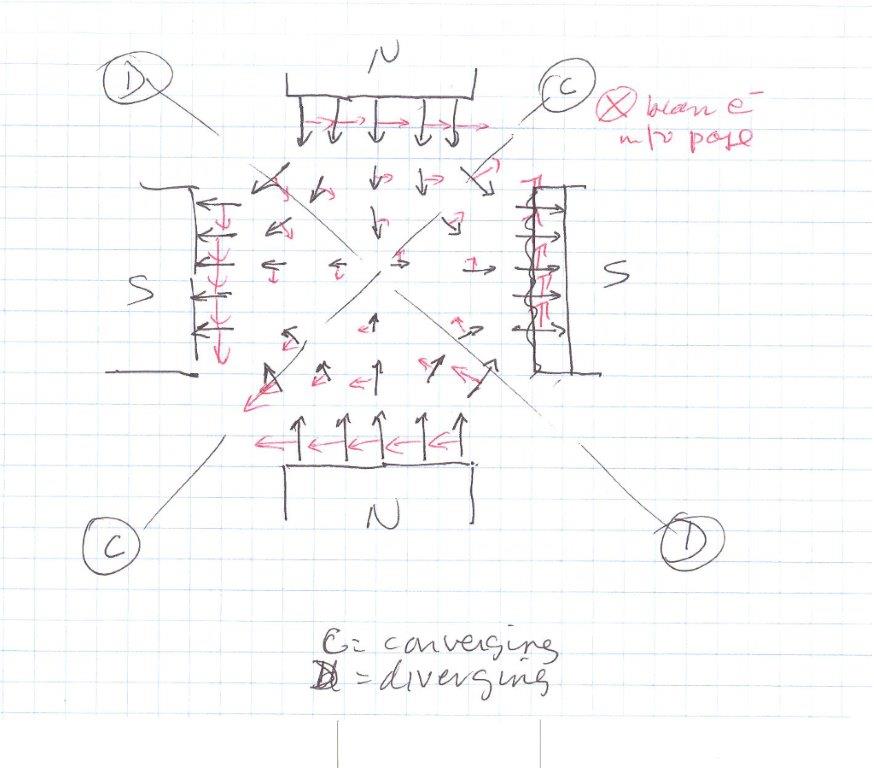 N
D
C
⊗ beam e⁻
into page
S
S
C
N
D
C = converging
D = diverging